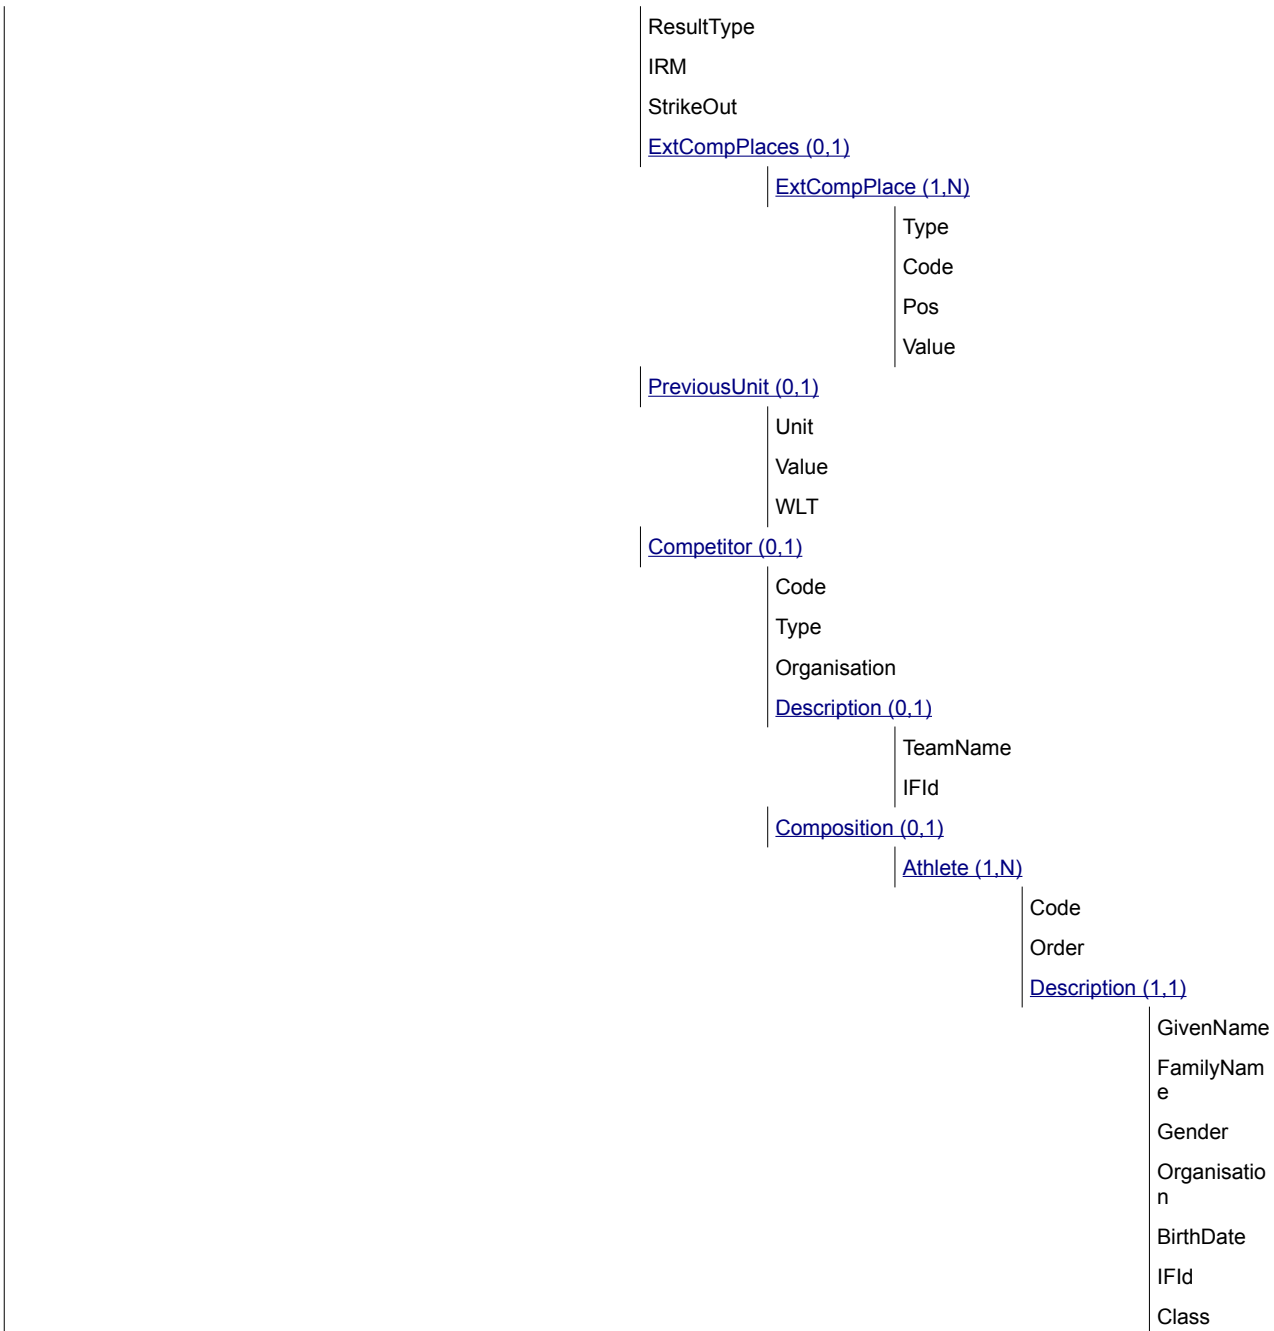 ResultType
IRM
StrikeOut
ExtCompPlaces (0,1)
ExtCompPlace (1,N)
Type
Code
Pos
Value
PreviousUnit (0,1)
Unit
Value
WLT
Competitor (0,1)
Code
Type
Organisation
Description (0,1)
TeamName
IFId
Composition (0,1)
Athlete (1,N)
Code
Order
Description (1,1)
GivenName
FamilyNam
e
Gender
Organisatio
n
BirthDate
IFId
Class